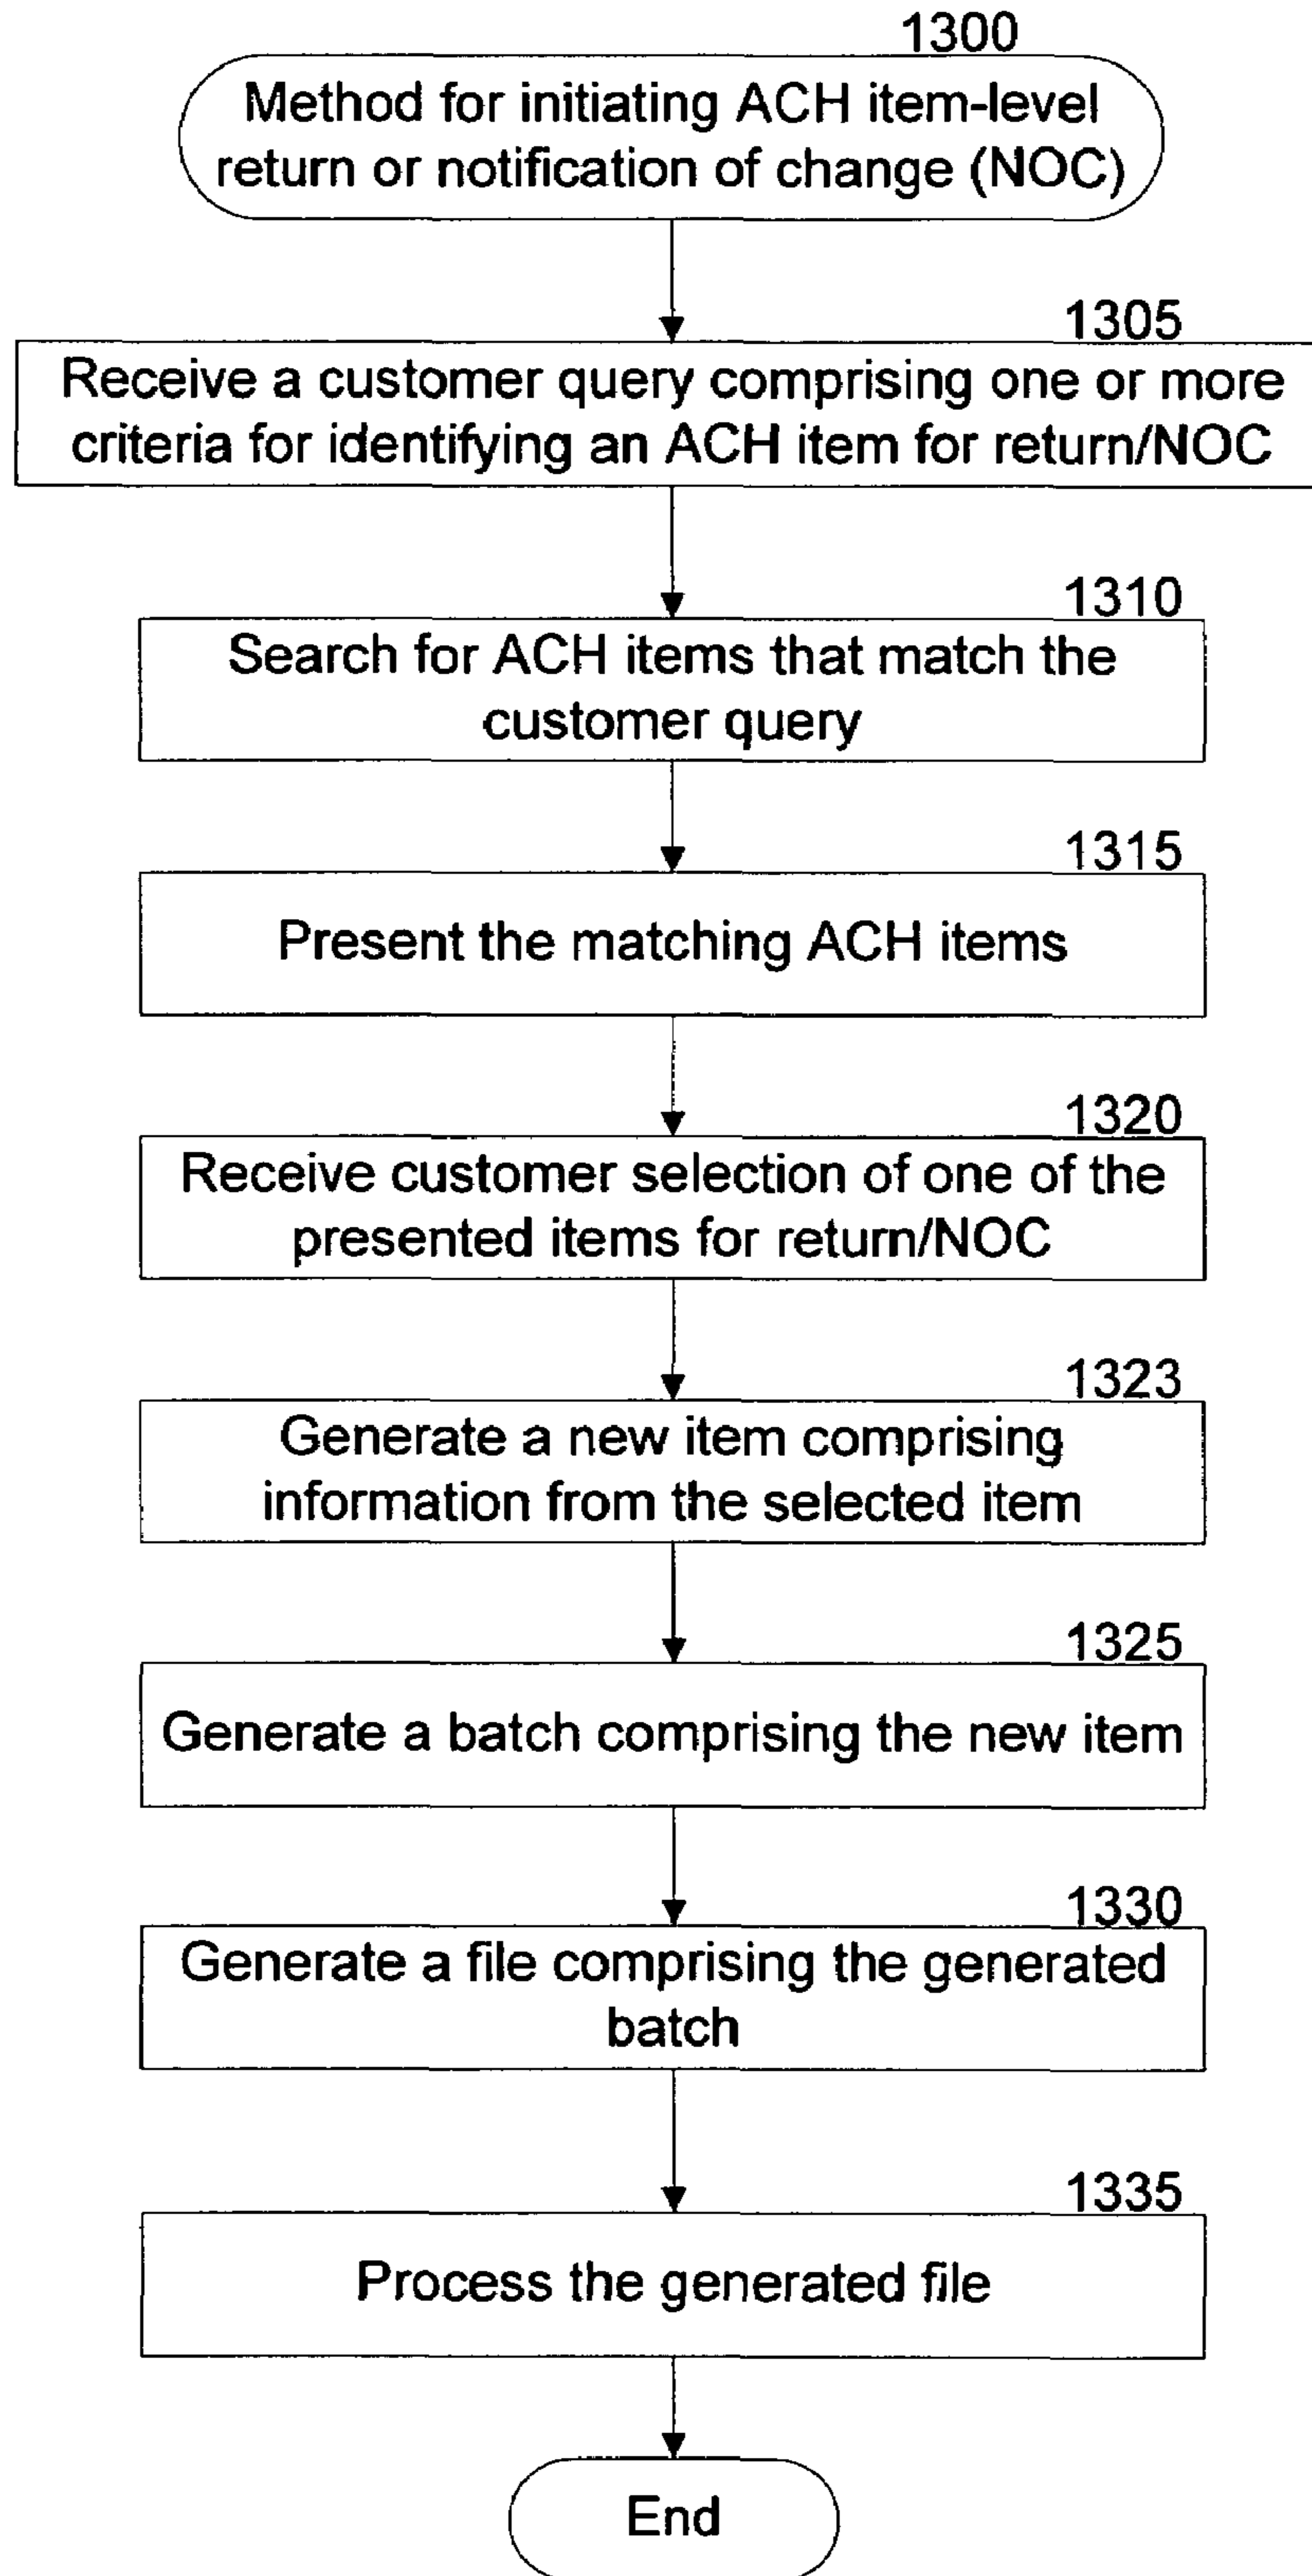 1300
Method for initiating ACH item-level
return or notification of change (NOC)
1305
Receive a customer query comprising one or more
criteria for identifying an ACH item for return/NOC
1310
Search for ACH items that match the
customer query
1315
Present the matching ACH items
1320
Receive customer selection of one of the
presented items for return/NOC
1323
Generate a new item comprising
information from the selected item
1325
Generate a batch comprising the new item
1330
Generate a file comprising the generated
batch
1335
Process the generated file
End